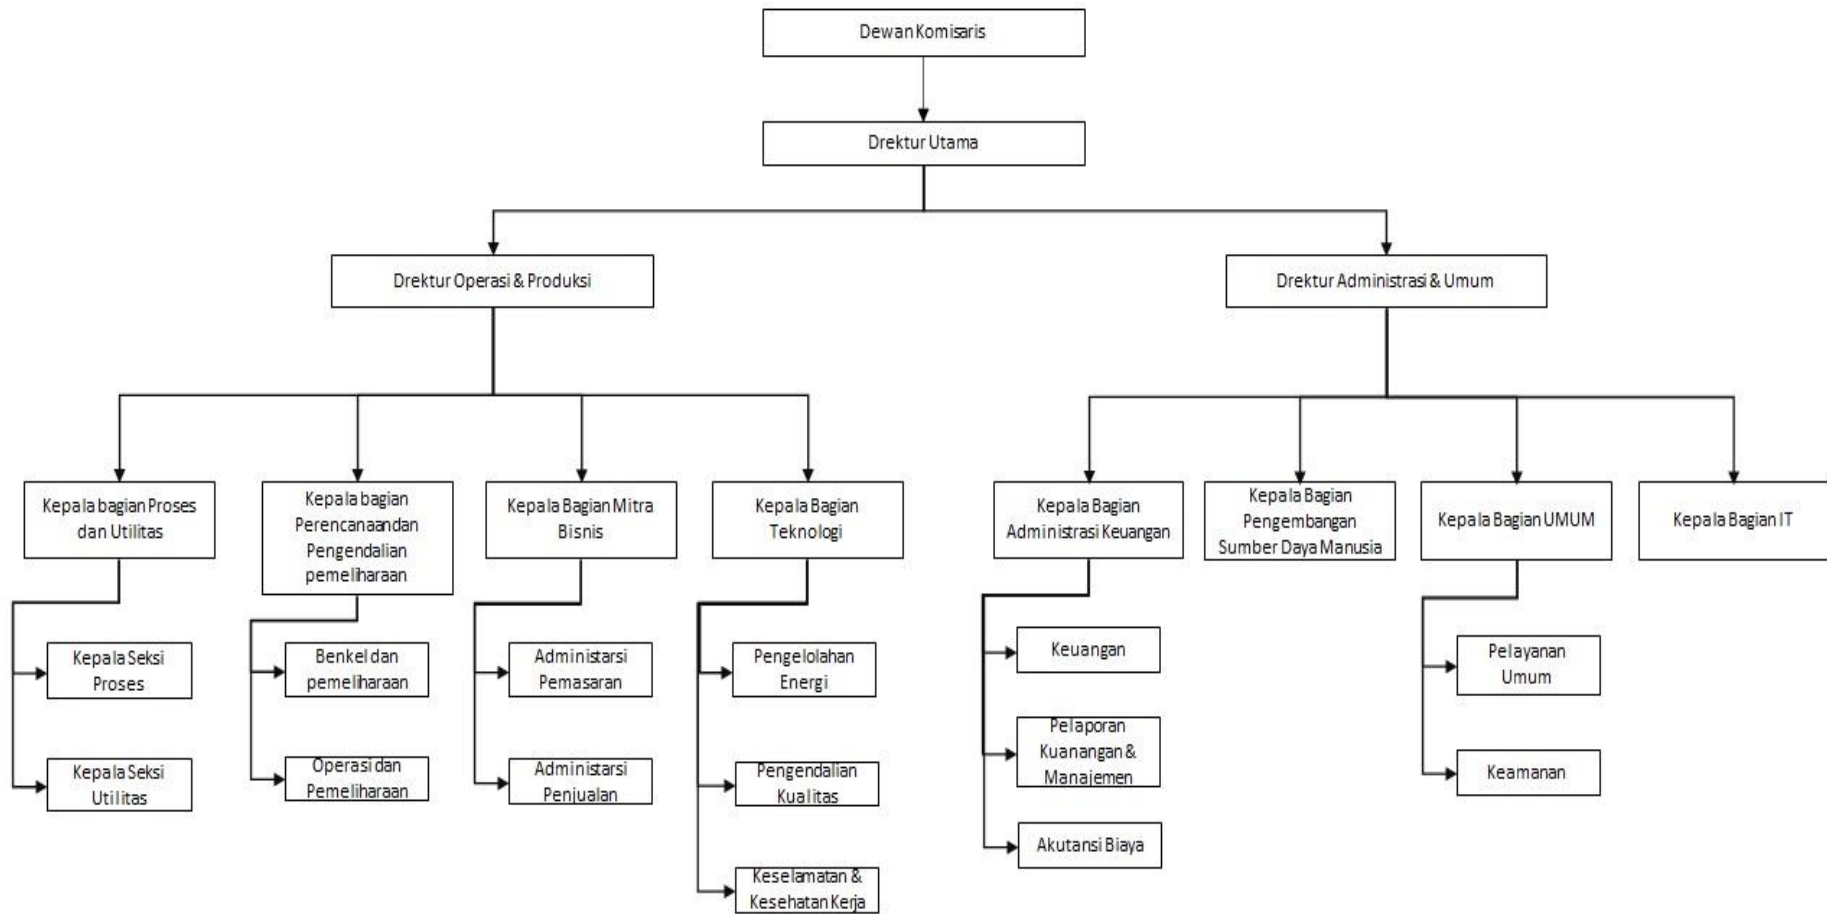 Dewan Komisaris
Drektur Utama
Drektur Operasi & Produksi
Drektur Administrasi & Umum
Kepala bagian Proses
dan Utilitas
Kepala bagian
Perencanaandan
Pengendalian
pemeliharaan
Kepala Bagian Mitra
Bisnis
Kepala Bagian
Teknologi
Kepala Bagian
Administrasi Keuangan
Kepala Bagian
Pengembangan
Sumber Daya Manusia
Kepala Bagian UMUM
Kepala Bagian IT
Kepala Seksi
Proses
Benkel dan
pemeliharaan
Administarsi
Pemasaran
Pengelolahan
Energi
Keuangan
Pelayanan
Umum
Kepala Seksi
Utilitas
Operasi dan
Pemeliharaan
Administarsi
Penjualan
Pengendalian
Kualitas
Pelaporan
Kuanangan &
Manajemen
Keamanan
Keselamatan &
Kesehatan Kerja
Akutansi Biaya